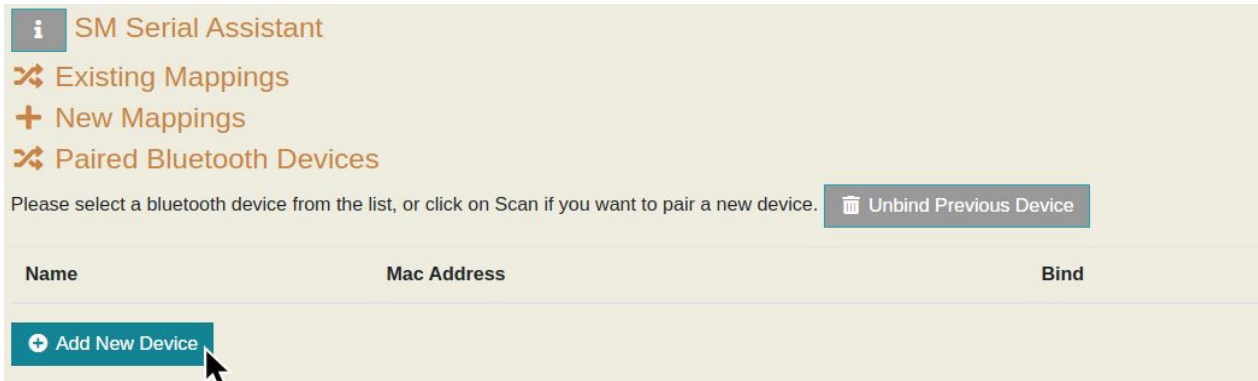 SM Serial Assistant
Existing Mappings
New Mappings
Paired Bluetooth Devices
Please select a bluetooth device from the list, or click on Scan if you want to pair a new device. Unbind Previous Device
Name Mac Address Bind
Add New Device